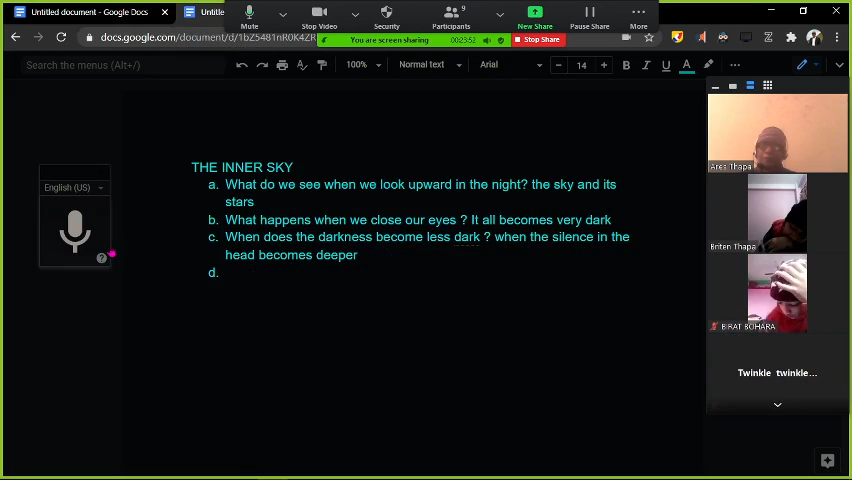 Untitled document - Google Docs
Untitled
Mute
Stop Video
Security
Participants
9
New Share
Pause Share
More
docs.google.com/document/d/1bZ5481nR0K4ZR
You are screen sharing
23:52
Stop Share
Search the menus (Alt+/)
100%
Normal text
Arial
14
B I U A
English (US)
THE INNER SKY
a. What do we see when we look upward in the night? the sky and its
stars
b. What happens when we close our eyes ? It all becomes very dark
c. When does the darkness become less dark ? when the silence in the
head becomes deeper
d.
Ares Thapa
Briten Thapa
BIRAT BOHARA
Twinkle twinkle...